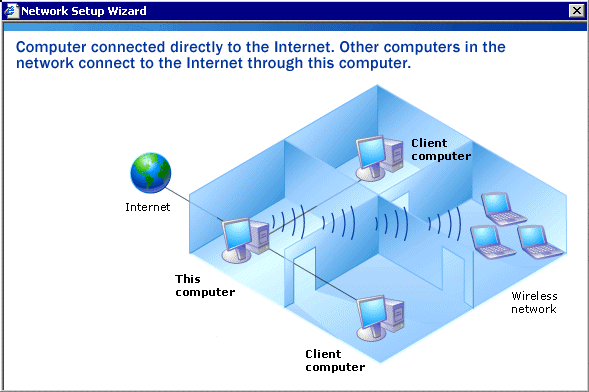 Network Setup Wizard
Computer connected directly to the Internet. Other computers in the
network connect to the Internet through this computer.
Client
computer
Internet
This
computer
Wireless
network
Client
computer